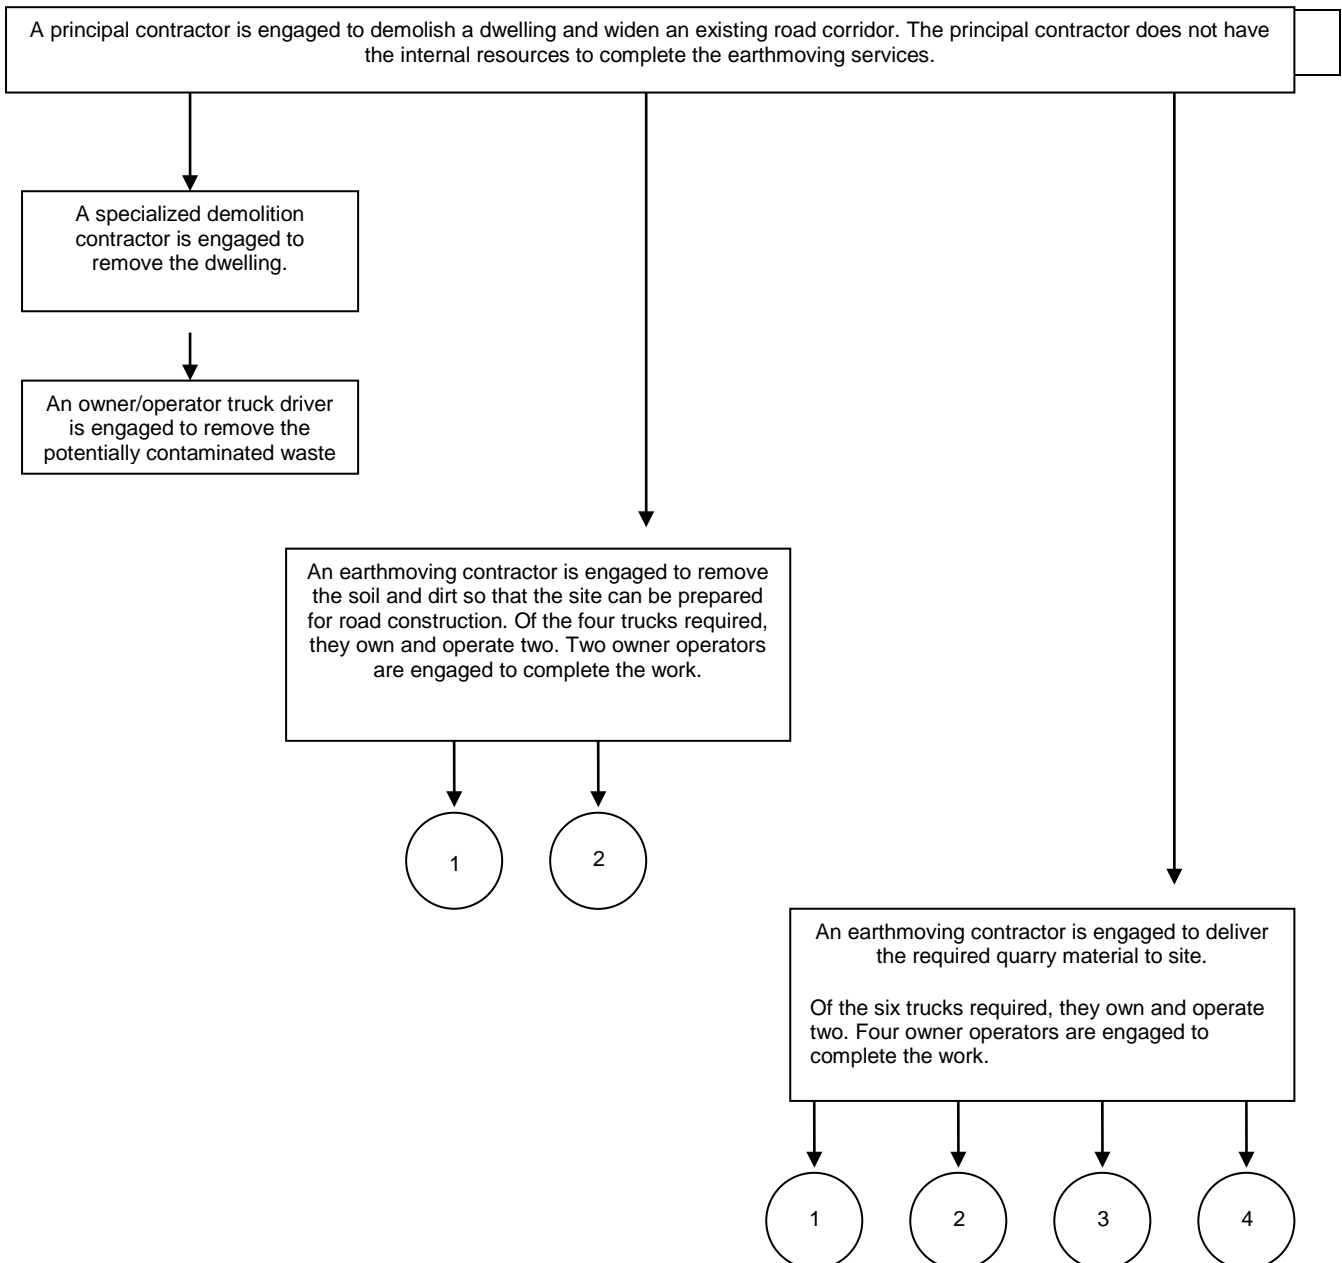 A principal contractor is engaged to demolish a dwelling and widen an existing road corridor. The principal contractor does not have
the internal resources to complete the earthmoving services.
A specialized demolition
contractor is engaged to
remove the dwelling.
An owner/operator truck driver
is engaged to remove the
potentially contaminated waste
An earthmoving contractor is engaged to remove
the soil and dirt so that the site can be prepared
for road construction. Of the four trucks required,
they own and operate two. Two owner operators
are engaged to complete the work.
1
2
An earthmoving contractor is engaged to deliver
the required quarry material to site.
Of the six trucks required, they own and operate
two. Four owner operators are engaged to
complete the work.
1
2
3
4